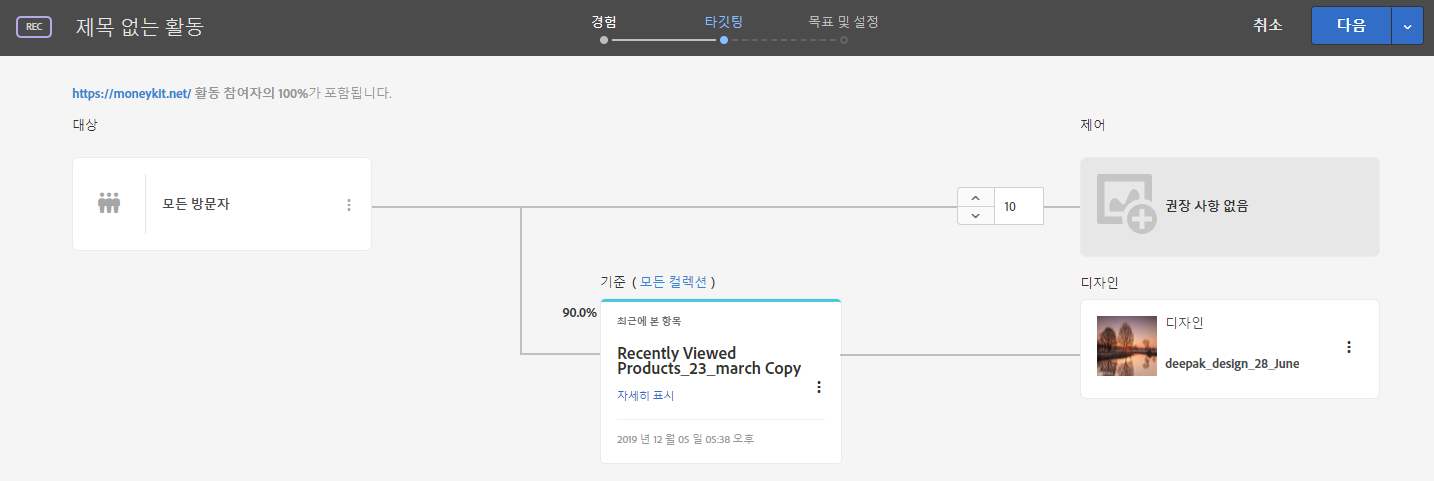 REC
제목 없는 활동
경험
타깃팅
목표 및 설정
취소
다음
https://moneykit.net/ 활동 참여자의 100%가 포함됩니다.
대상
제어
모든 방문자
10
권장 사항 없음
기준 ( 모든 컬렉션 )
디자인
90.0%
최근에 본 항목
Recently Viewed
Products_23_march Copy
자세히 표시
2019 년 12 월 05 일 05:38 오후
디자인
deepak_design_28_June